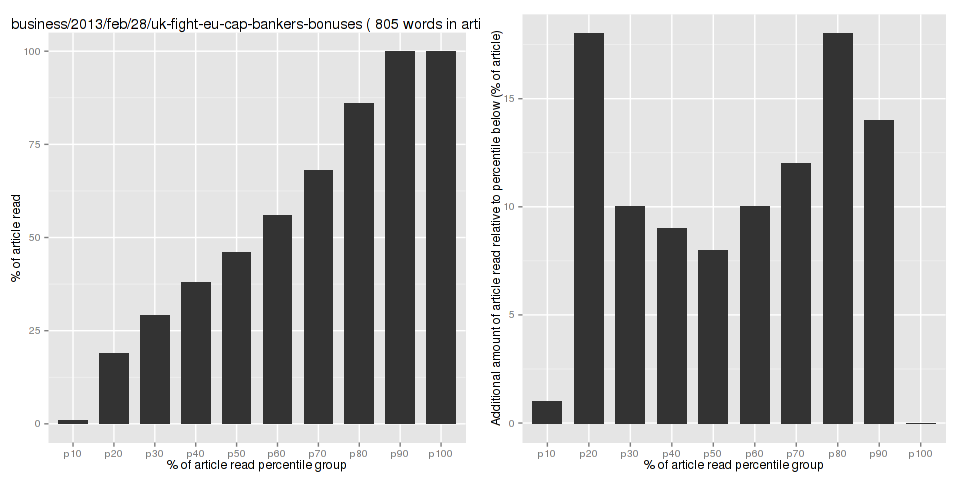 business/2013/feb/28/uk-fight-eu-cap-bankers-bonuses ( 805 words in arti
% of article read
100
75
50
25
0
p10 p20 p30 p40 p50 p60 p70 p80 p90 p100
% of article read percentile group
Additional amount of article read relative to percentile below (% of article)
15
10
5
0
p10 p20 p30 p40 p50 p60 p70 p80 p90 p100
% of article read percentile group